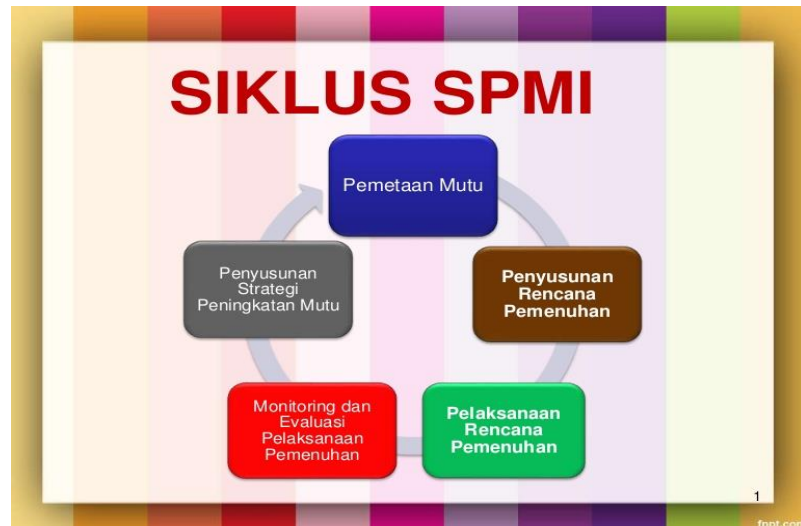 SIKLUS SPMI
Pemetaan Mutu
Penyusunan
Rencana
Pemenuhan
Pelaksanaan
Rencana
Pemenuhan
Monitoring dan
Evaluasi
Pelaksanaan
Pemenuhan
Penyusunan
Strategi
Peningkatan Mutu
1